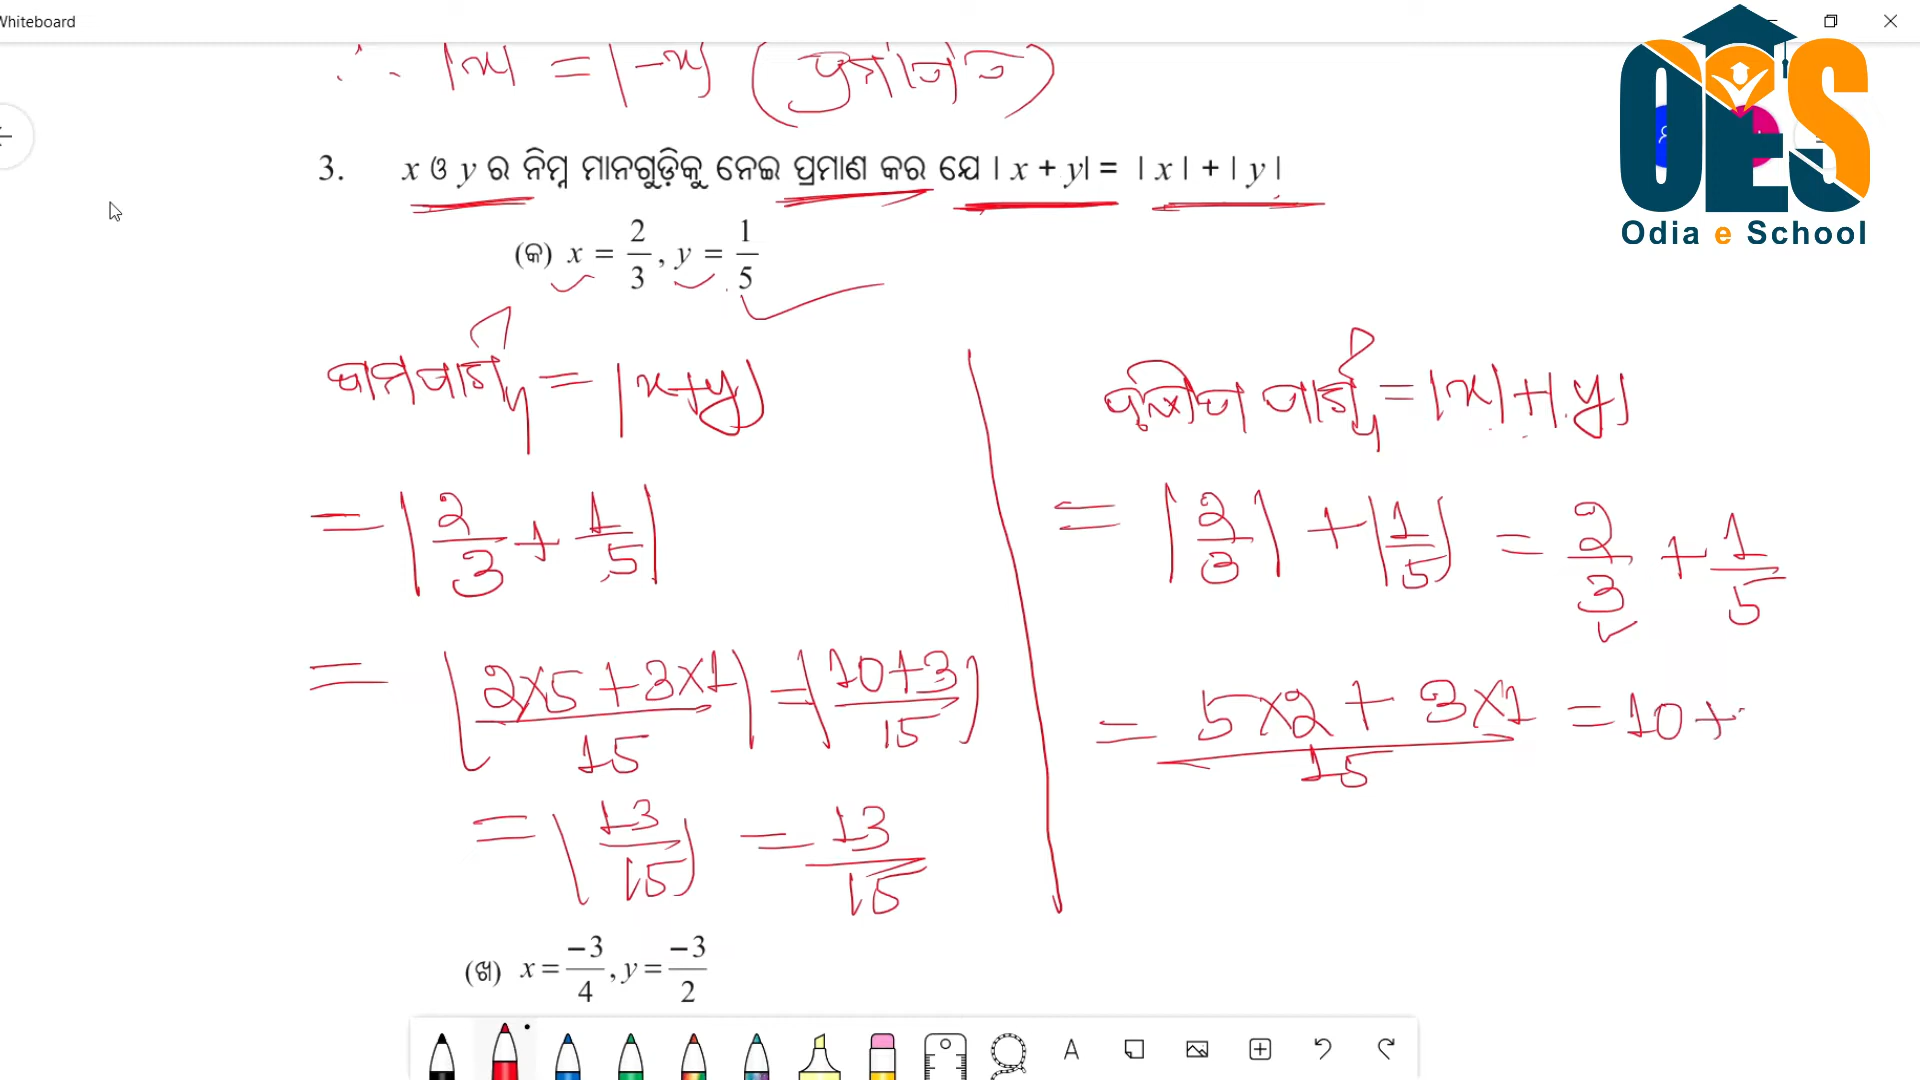 Whiteboard
∴ |x| = |-x| (ପ୍ରମାଣିତ)
3. x ଓ y ର ନିମ୍ନ ମାନଗୁଡ଼ିକୁ ନେଇ ପ୍ରମାଣ କର ଯେ | x + y| = | x | + | y |
(କ) x = 2/3, y = 1/5
ବାମପାର୍ଶ୍ୱ = |x+y|
= |2/3 + 1/5|
= |2×5+3×1/15| = |10+3/15|
= |13/15| = 13/15
ଦକ୍ଷିଣ ପାର୍ଶ୍ୱ = |x|+|y|
= |2/3| + |1/5| = 2/3 + 1/5
= 5×2 + 3×1/15 = 10+
(ଖ) x = -3/4, y = -3/2
OES
Odia e School